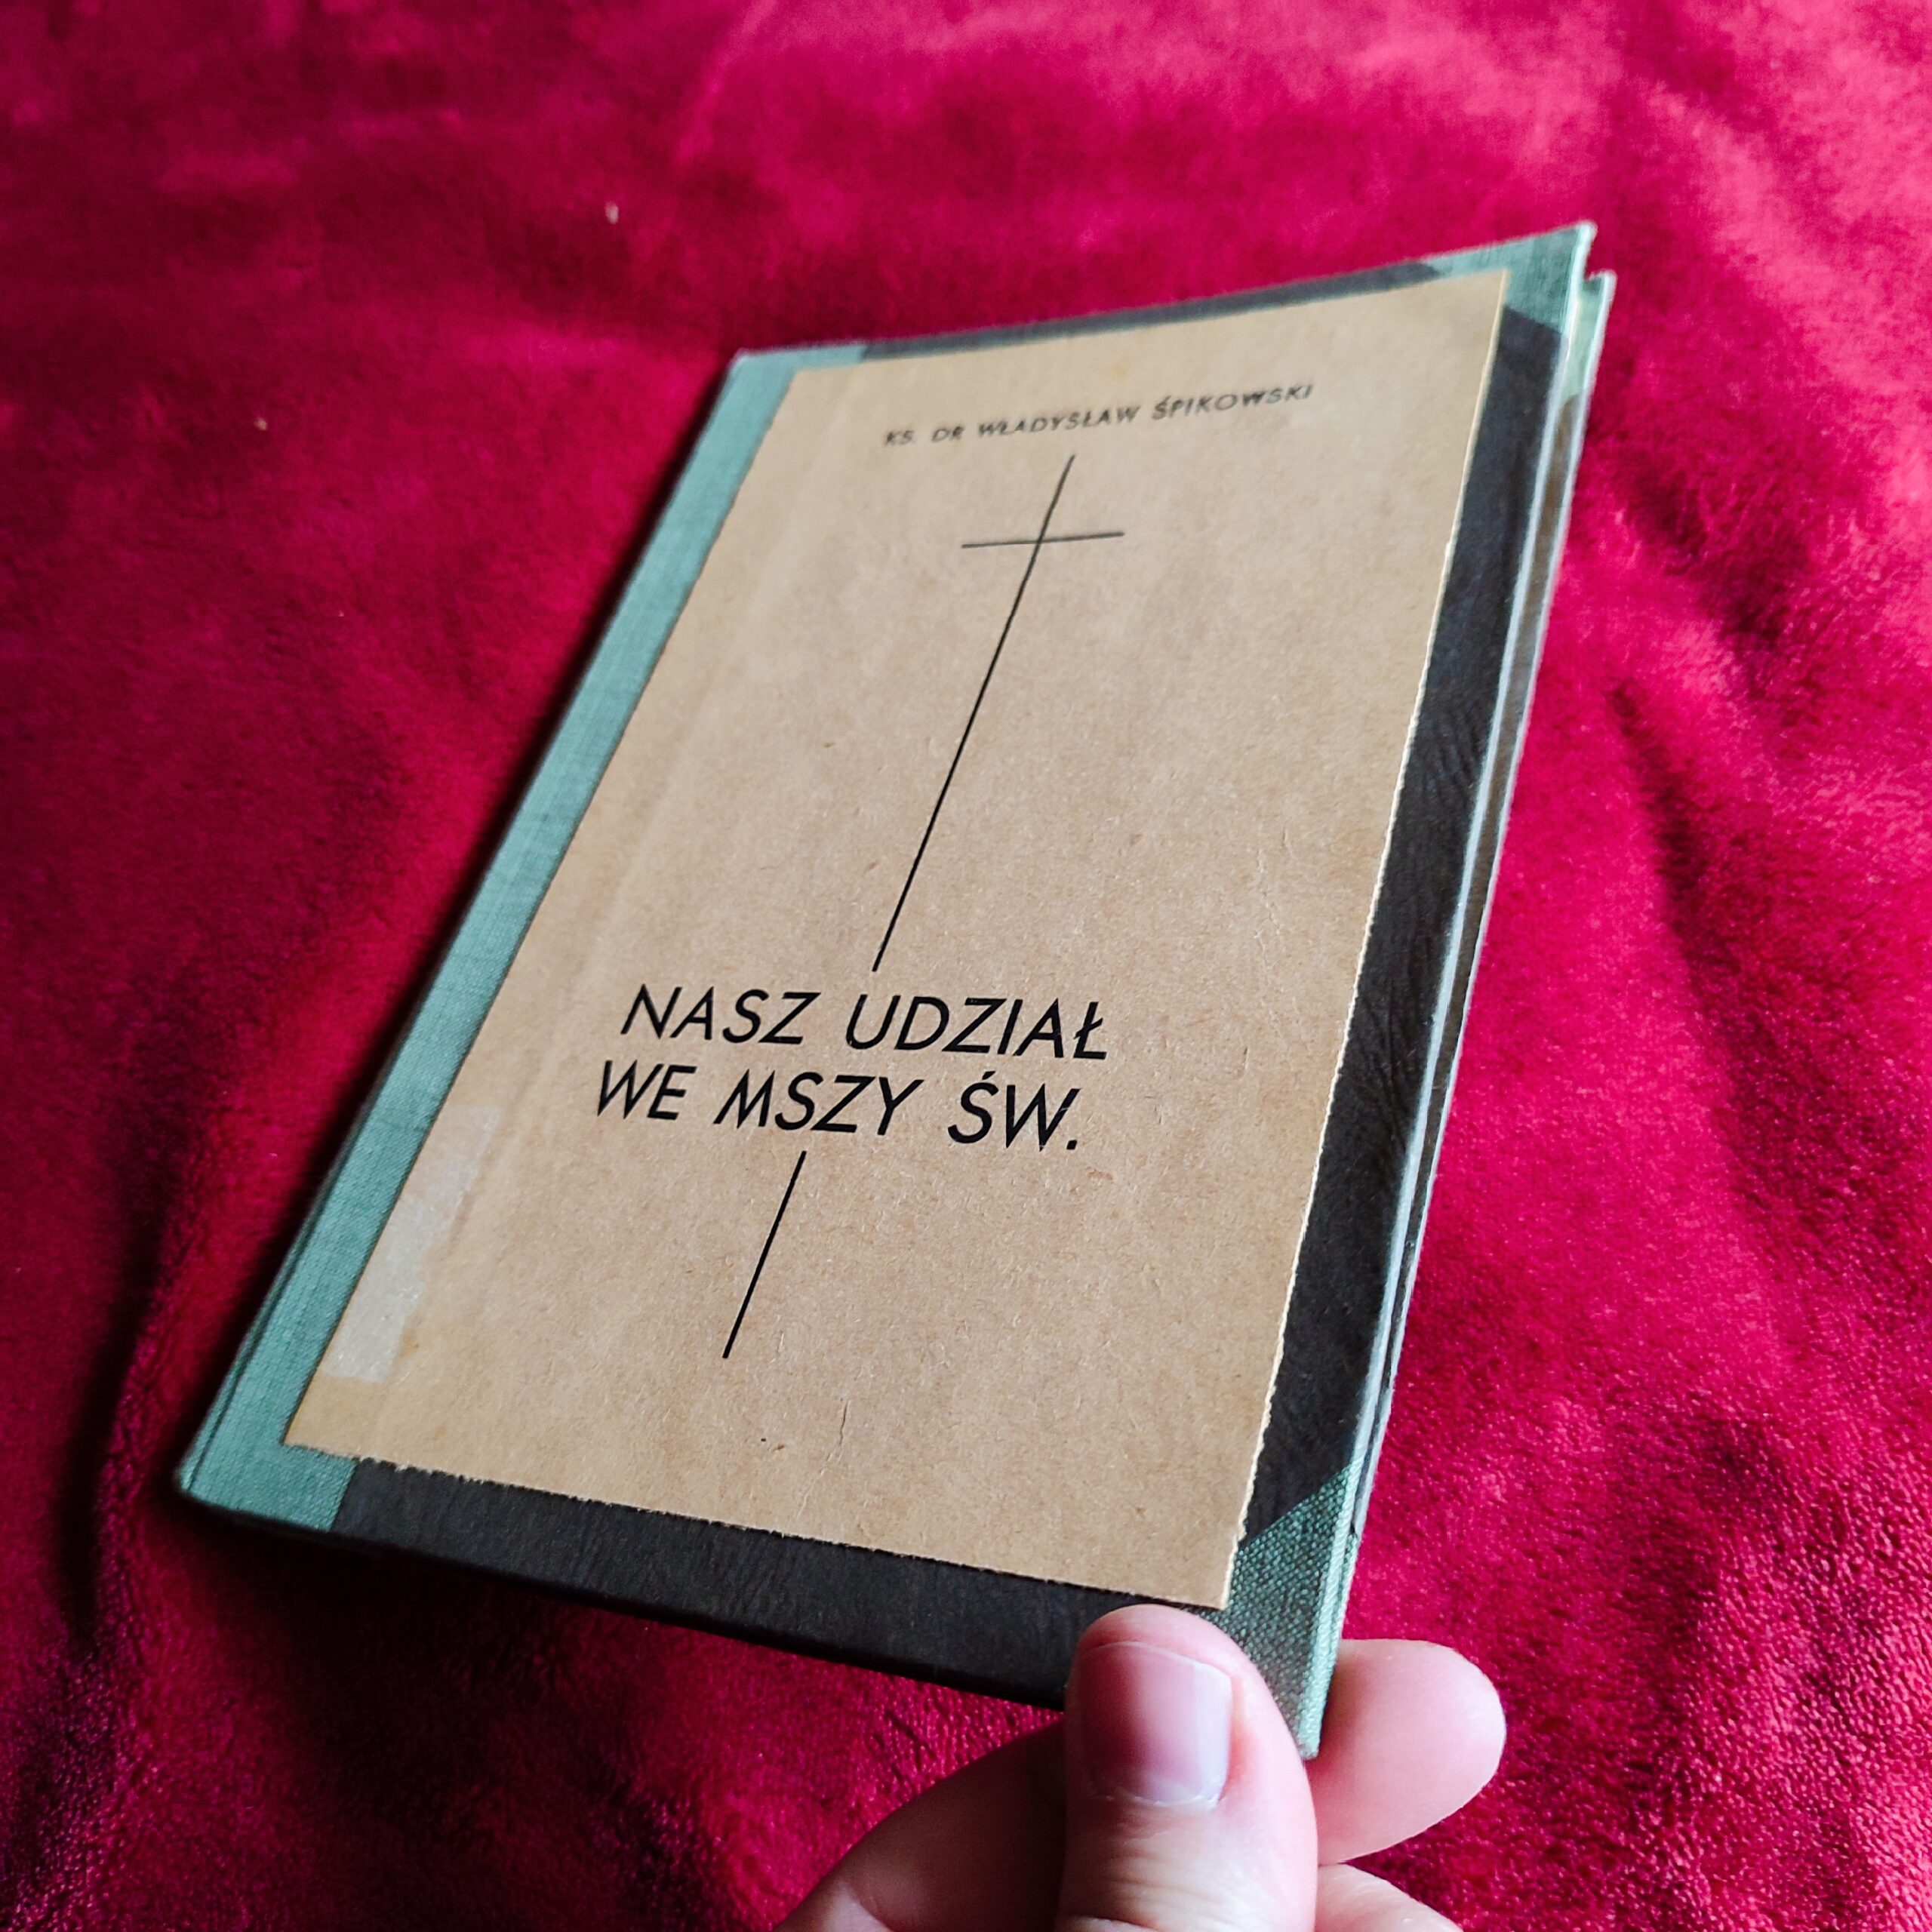 KS. DR WŁADYSŁAW ŚPIKOWSKI
NASZ UDZIAŁ
WE MSZY ŚW.